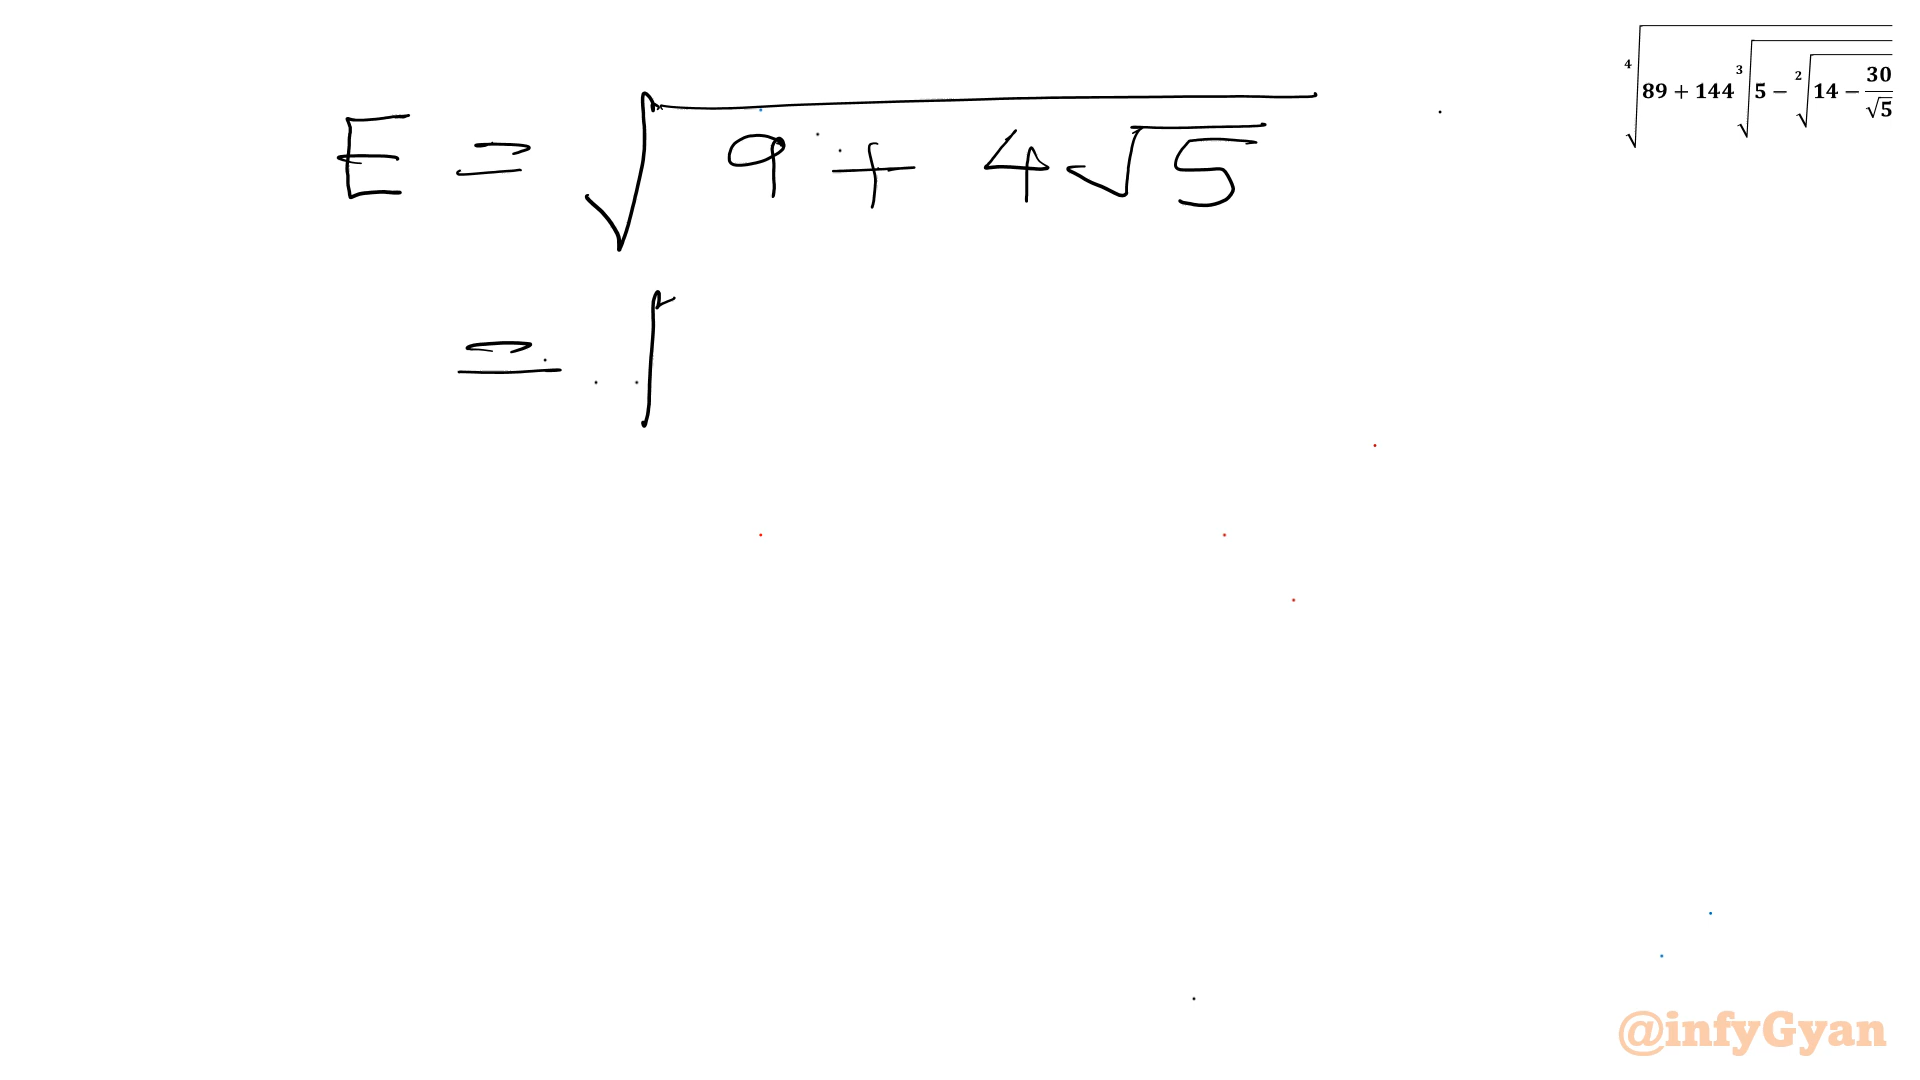 E = √(9 + 4√5)
= √
⁴√(89 + 144 ³√(5 − ²√(14 − 30/√5)))
@infyGyan